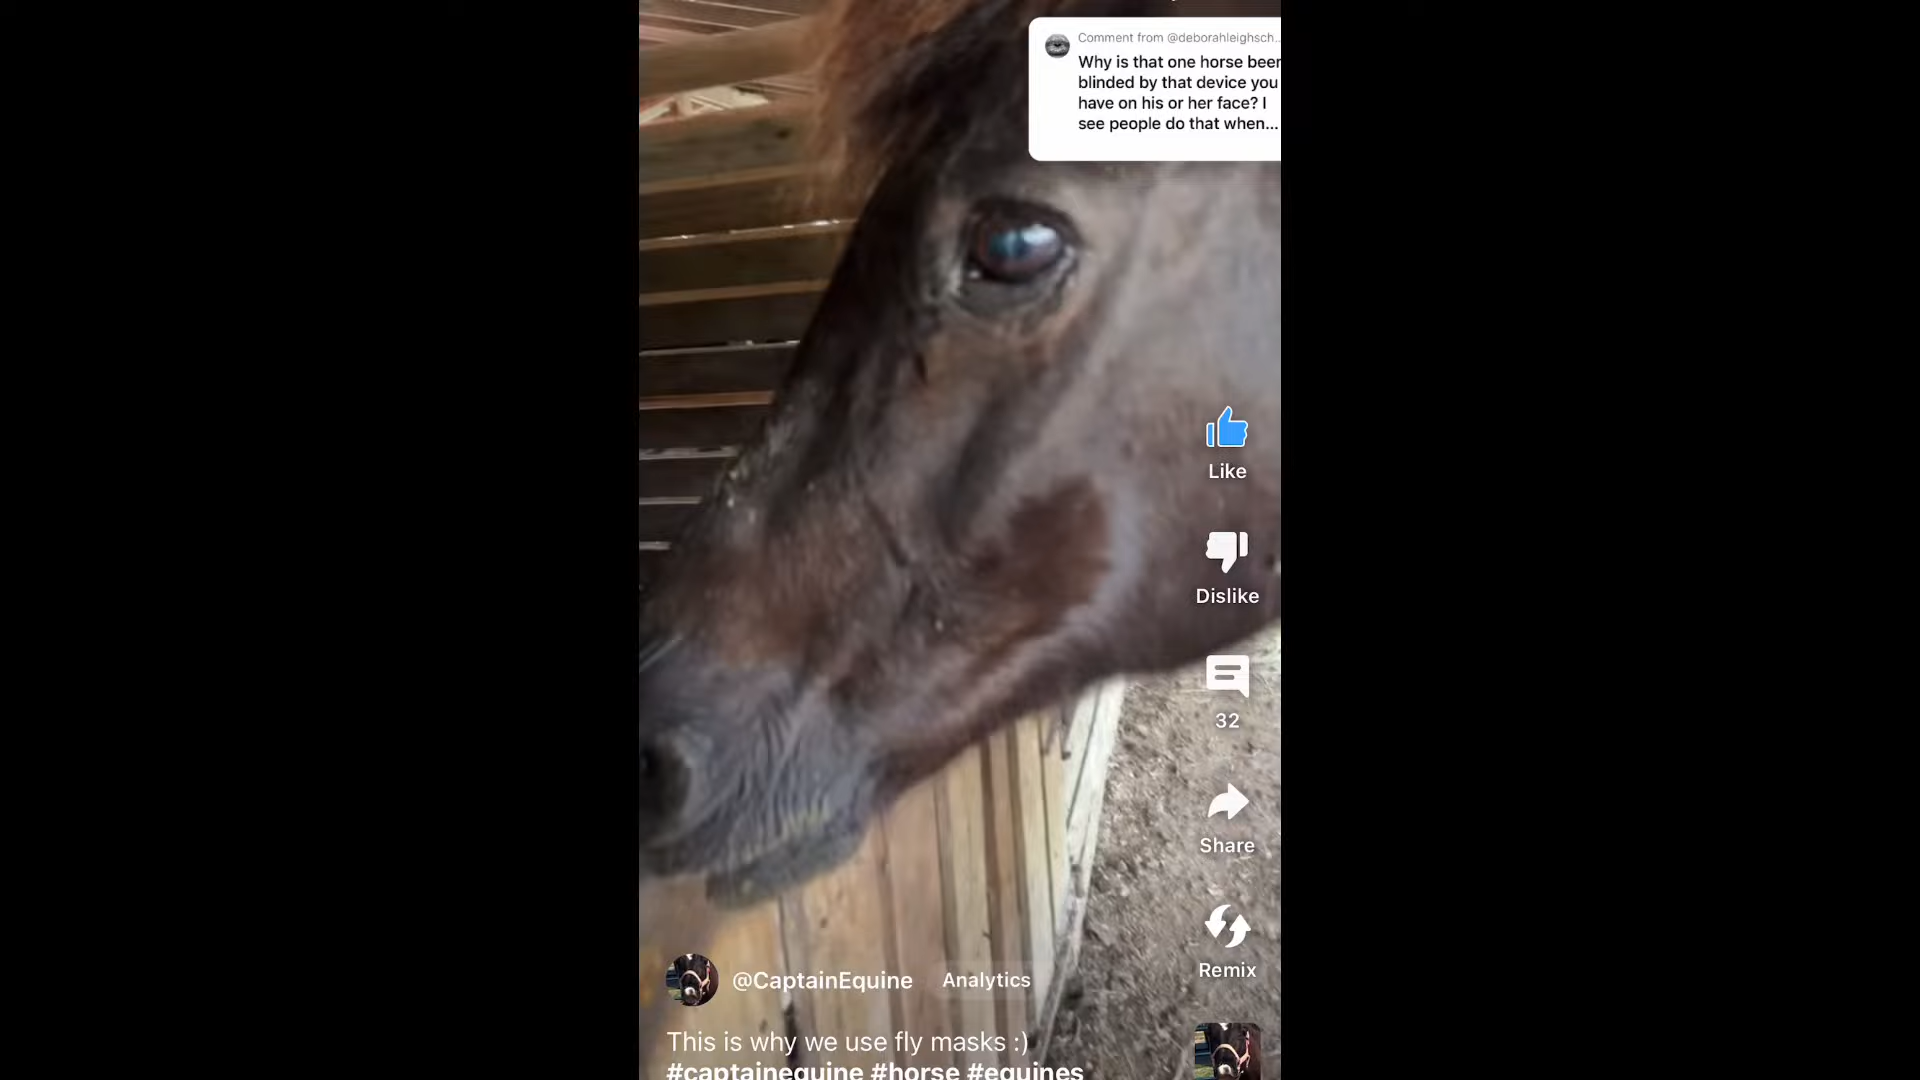 Comment from @deborahleighsch...
Why is that one horse been
blinded by that device you
have on his or her face? I
see people do that when...
Like
Dislike
32
Share
Remix
@CaptainEquine Analytics
This is why we use fly masks :)
#captainequine #horse #equines